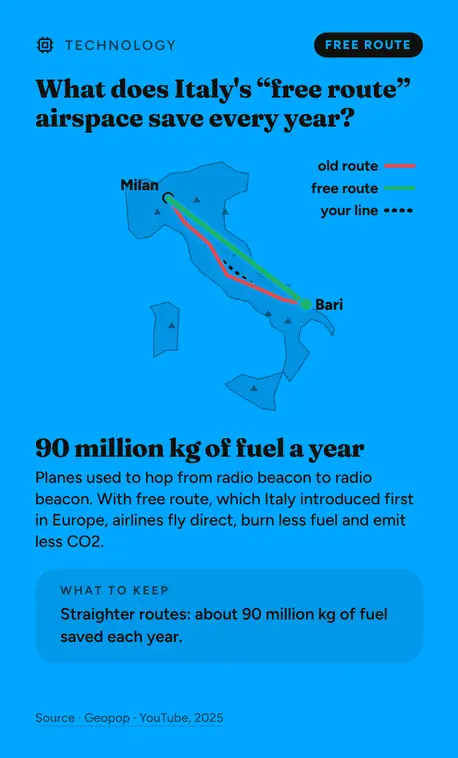 TECHNOLOGY
FREE ROUTE
What does Italy's “free route”
airspace save every year?
old route
free route
your line
Milan
Bari
90 million kg of fuel a year
Planes used to hop from radio beacon to radio
beacon. With free route, which Italy introduced first
in Europe, airlines fly direct, burn less fuel and emit
less CO2.
WHAT TO KEEP
Straighter routes: about 90 million kg of fuel
saved each year.
Source · Geopop · YouTube, 2025